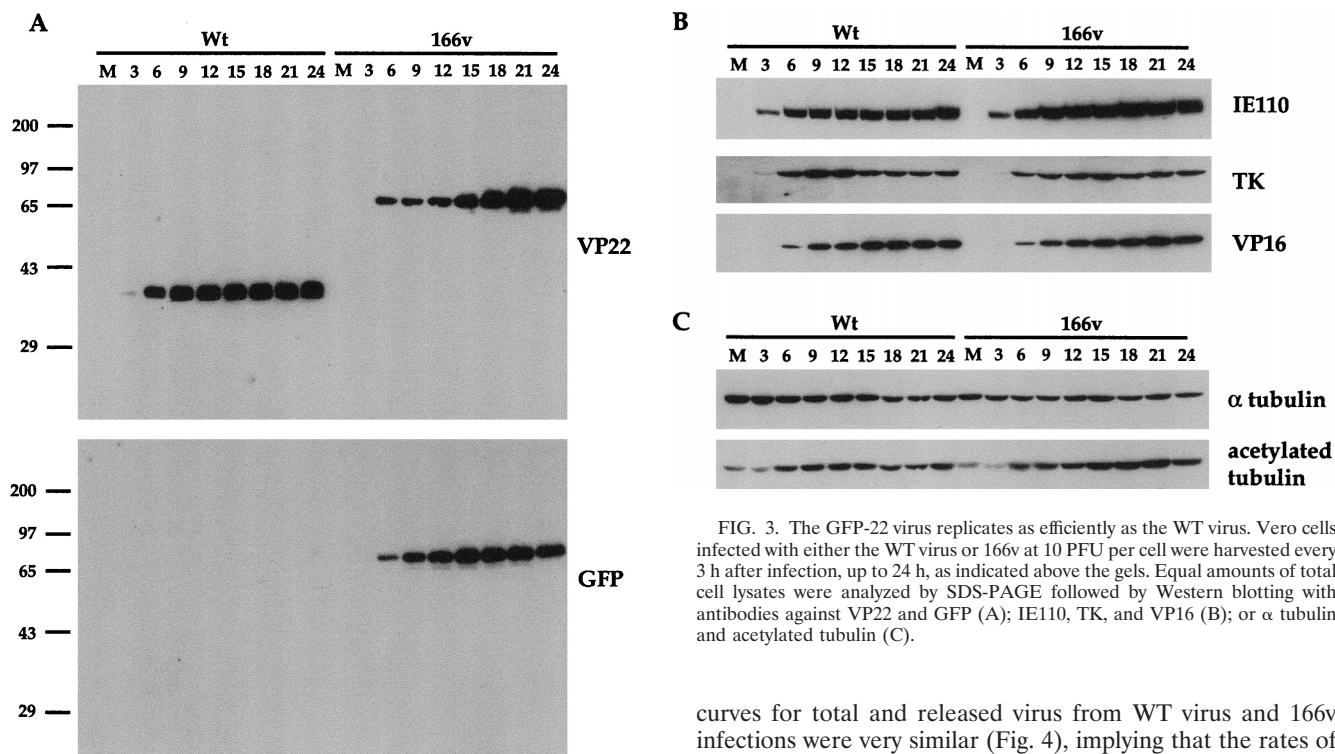 A
Wt 166v
M 3 6 9 12 15 18 21 24 M 3 6 9 12 15 18 21 24
200
97
65
43
29
VP22
200
97
65
43
29
GFP
B
Wt 166v
M 3 6 9 12 15 18 21 24 M 3 6 9 12 15 18 21 24
IE110
TK
VP16
C
Wt 166v
M 3 6 9 12 15 18 21 24 M 3 6 9 12 15 18 21 24
α tubulin
acetylated
tubulin
FIG. 3. The GFP-22 virus replicates as efficiently as the WT virus. Vero cells
infected with either the WT virus or 166v at 10 PFU per cell were harvested every
3 h after infection, up to 24 h, as indicated above the gels. Equal amounts of total
cell lysates were analyzed by SDS-PAGE followed by Western blotting with
antibodies against VP22 and GFP (A); IE110, TK, and VP16 (B); or α tubulin
and acetylated tubulin (C).
curves for total and released virus from WT virus and 166v
infections were very similar (Fig. 4), implying that the rates of